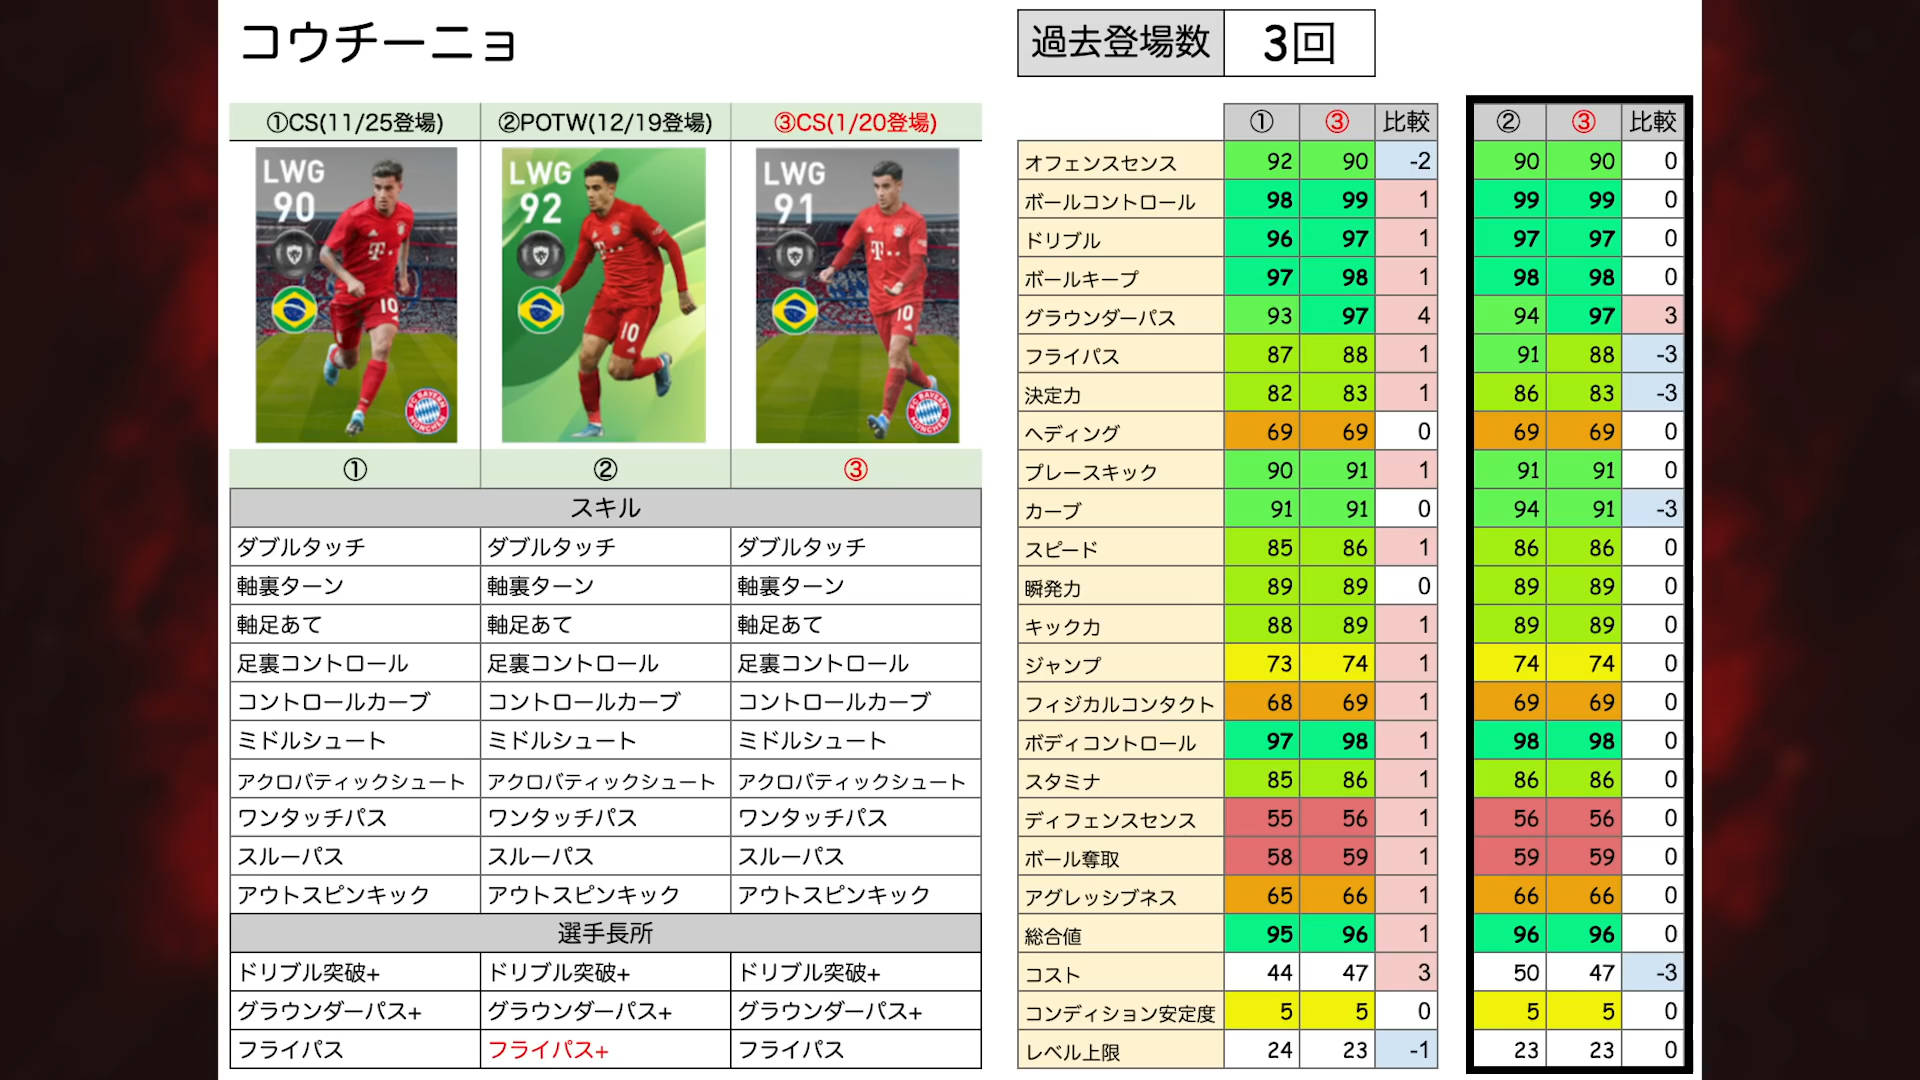 コウチーニョ
過去登場数 3回
①CS(11/25登場) ②POTW(12/19登場) ③CS(1/20登場)
LWG 90 LWG 92 LWG 91
10 10 10
FC BAYERN MÜNCHEN FC BAYERN MÜNCHEN
① ② ③
スキル
ダブルタッチ ダブルタッチ ダブルタッチ
軸裏ターン 軸裏ターン 軸裏ターン
軸足あて 軸足あて 軸足あて
足裏コントロール 足裏コントロール 足裏コントロール
コントロールカーブ コントロールカーブ コントロールカーブ
ミドルシュート ミドルシュート ミドルシュート
アクロバティックシュート アクロバティックシュート アクロバティックシュート
ワンタッチパス ワンタッチパス ワンタッチパス
スルーパス スルーパス スルーパス
アウトスピンキック アウトスピンキック アウトスピンキック
選手長所
ドリブル突破+ ドリブル突破+ ドリブル突破+
グラウンダーパス+ グラウンダーパス+ グラウンダーパス+
フライパス フライパス+ フライパス
① ③ 比較 ② ③ 比較
オフェンスセンス 92 90 -2 90 90 0
ボールコントロール 98 99 1 99 99 0
ドリブル 96 97 1 97 97 0
ボールキープ 97 98 1 98 98 0
グラウンダーパス 93 97 4 94 97 3
フライパス 87 88 1 91 88 -3
決定力 82 83 1 86 83 -3
ヘディング 69 69 0 69 69 0
プレースキック 90 91 1 91 91 0
カーブ 91 91 0 94 91 -3
スピード 85 86 1 86 86 0
瞬発力 89 89 0 89 89 0
キック力 88 89 1 89 89 0
ジャンプ 73 74 1 74 74 0
フィジカルコンタクト 68 69 1 69 69 0
ボディコントロール 97 98 1 98 98 0
スタミナ 85 86 1 86 86 0
ディフェンスセンス 55 56 1 56 56 0
ボール奪取 58 59 1 59 59 0
アグレッシブネス 65 66 1 66 66 0
総合値 95 96 1 96 96 0
コスト 44 47 3 50 47 -3
コンディション安定度 5 5 0 5 5 0
レベル上限 24 23 -1 23 23 0